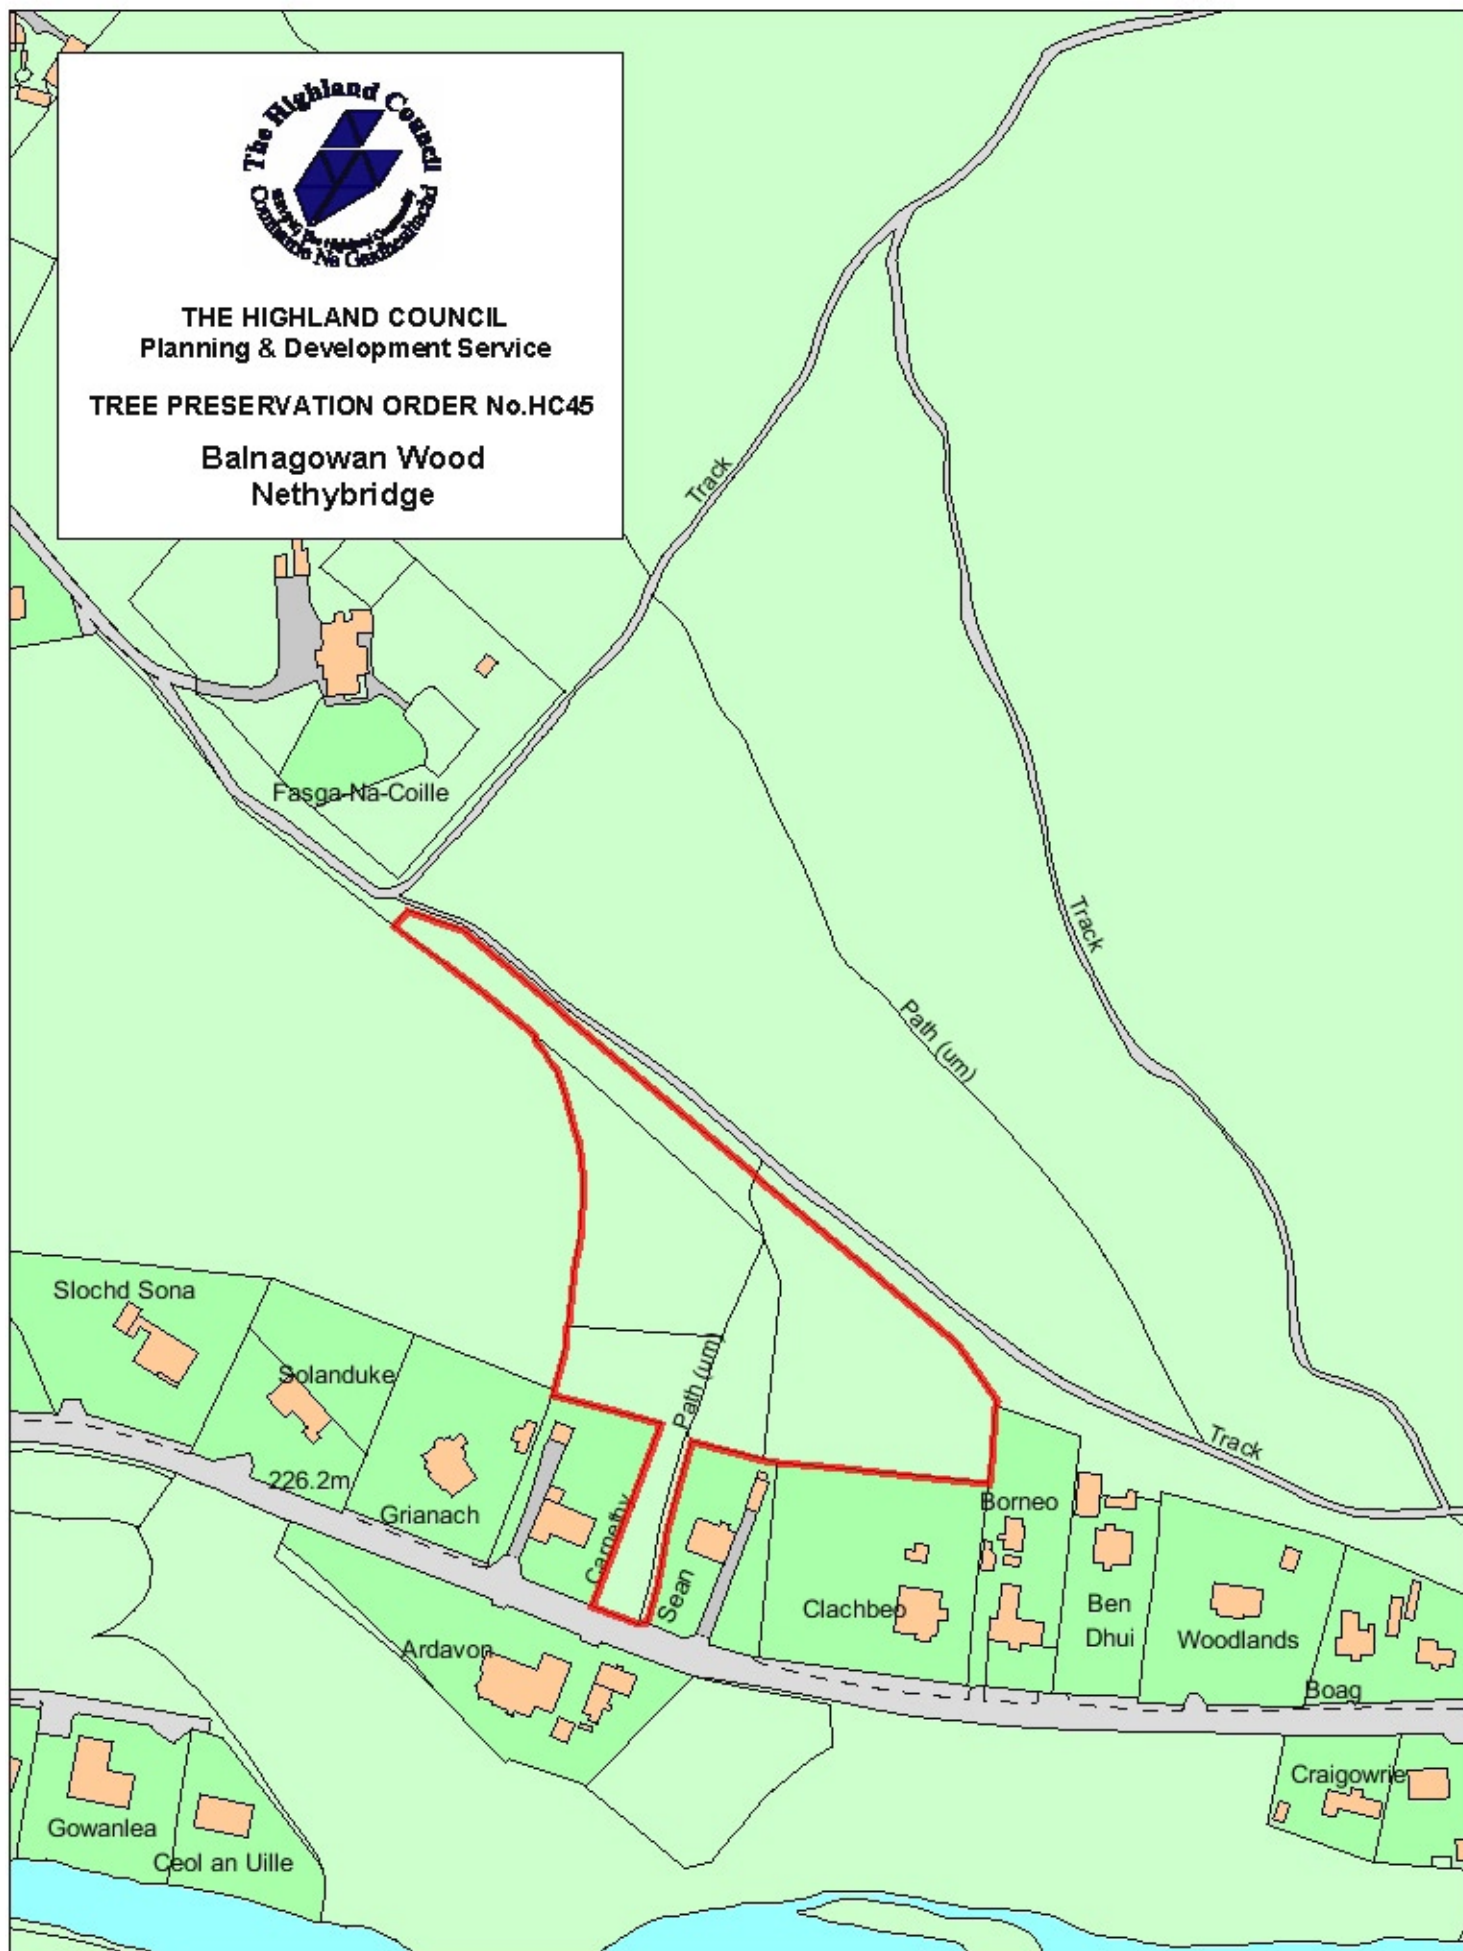 The Highland Council
Comhairle Na Gaidhealtachd
THE HIGHLAND COUNCIL
Planning & Development Service
TREE PRESERVATION ORDER No.HC45
Balnagowan Wood
Nethybridge
Track
Fasga-Na-Coille
Track
Path (um)
Slochd Sona
Solanduke
Path (um)
226.2m
Grianach
Track
Borneo
Carnethy
Sean
Clachbeo
Ben
Dhui
Woodlands
Ardavon
Boag
Craigowrie
Gowanlea
Ceol an Uille